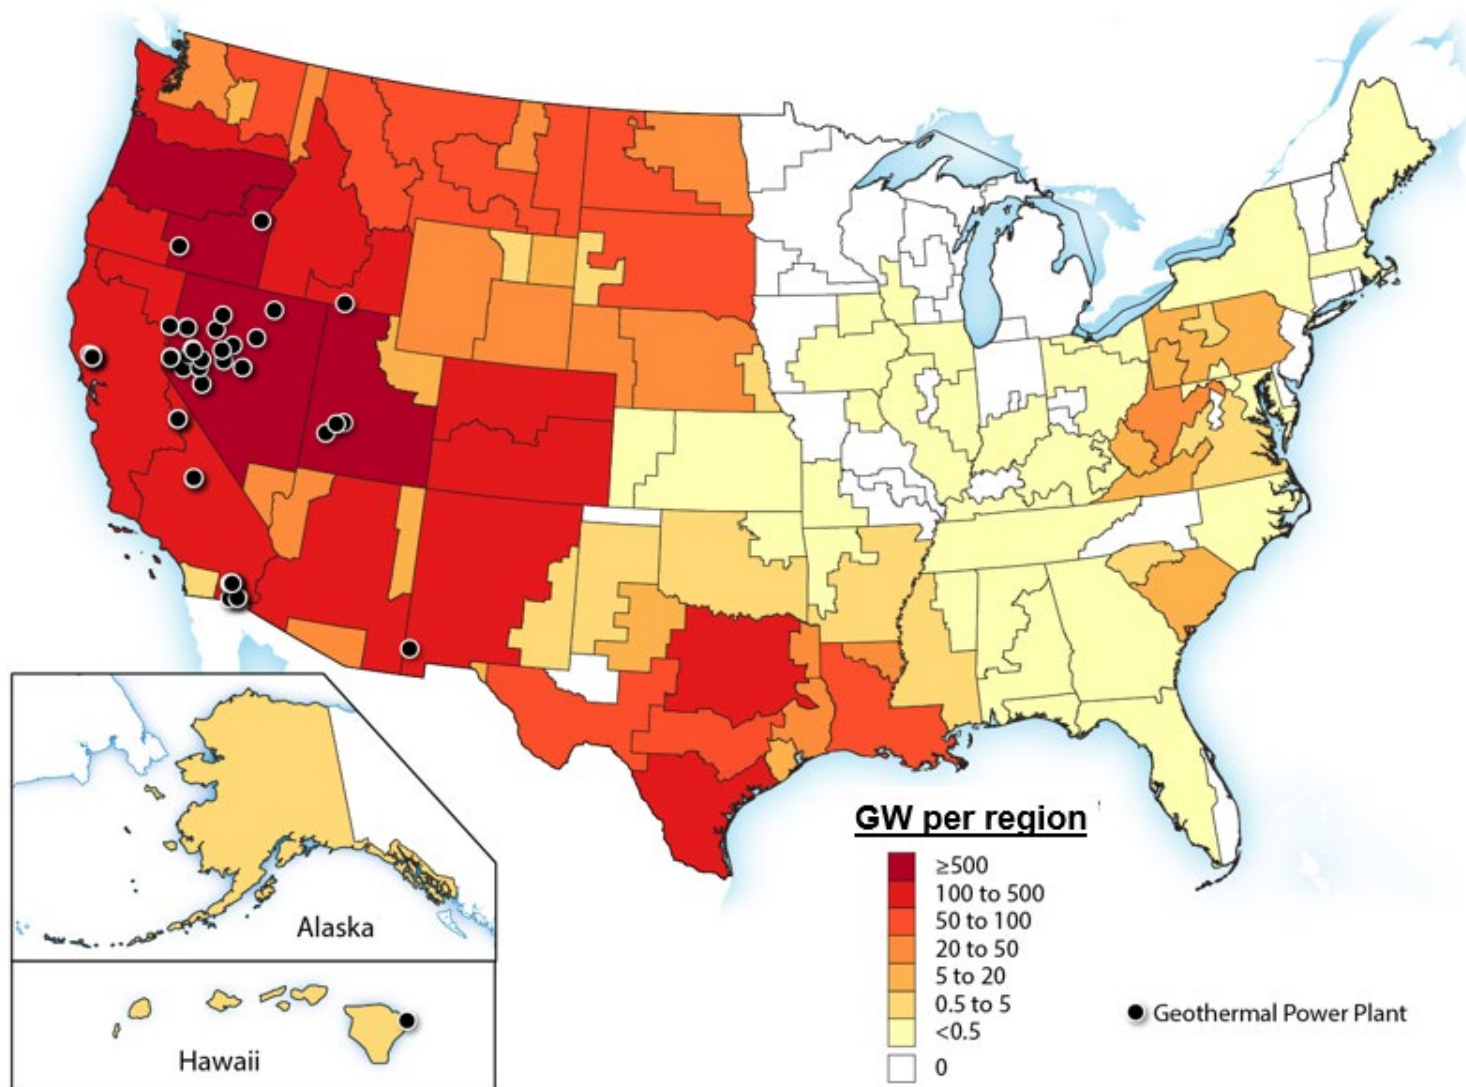 Alaska
Hawaii
GW per region
≥500
100 to 500
50 to 100
20 to 50
5 to 20
0.5 to 5
<0.5
0
Geothermal Power Plant